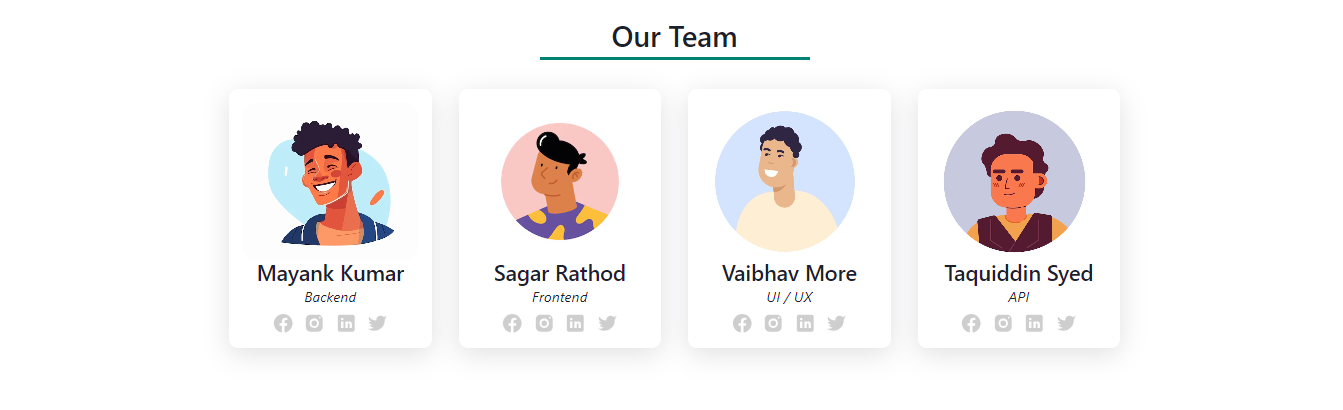 Our Team
Mayank Kumar
Backend
Sagar Rathod
Frontend
Vaibhav More
UI / UX
Taquiddin Syed
API